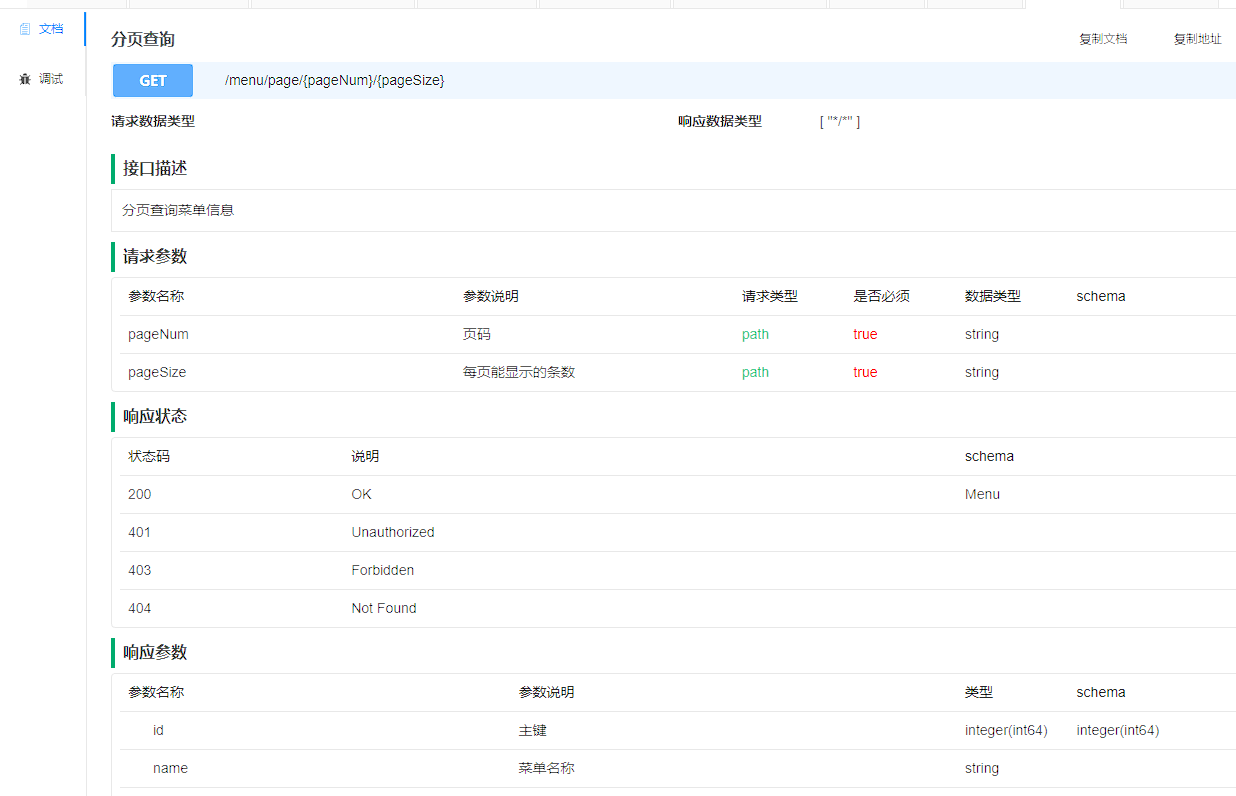 文档
调试
分页查询 复制文档 复制地址
GET /menu/page/{pageNum}/{pageSize}
请求数据类型 响应数据类型 [ "*/*" ]
接口描述
分页查询菜单信息
请求参数
参数名称 参数说明 请求类型 是否必须 数据类型 schema
pageNum 页码 path true string
pageSize 每页能显示的条数 path true string
响应状态
状态码 说明 schema
200 OK Menu
401 Unauthorized
403 Forbidden
404 Not Found
响应参数
参数名称 参数说明 类型 schema
id 主键 integer(int64) integer(int64)
name 菜单名称 string